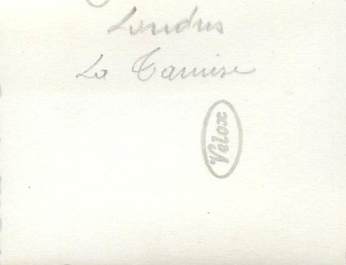 Londres
La Tamise
Velox